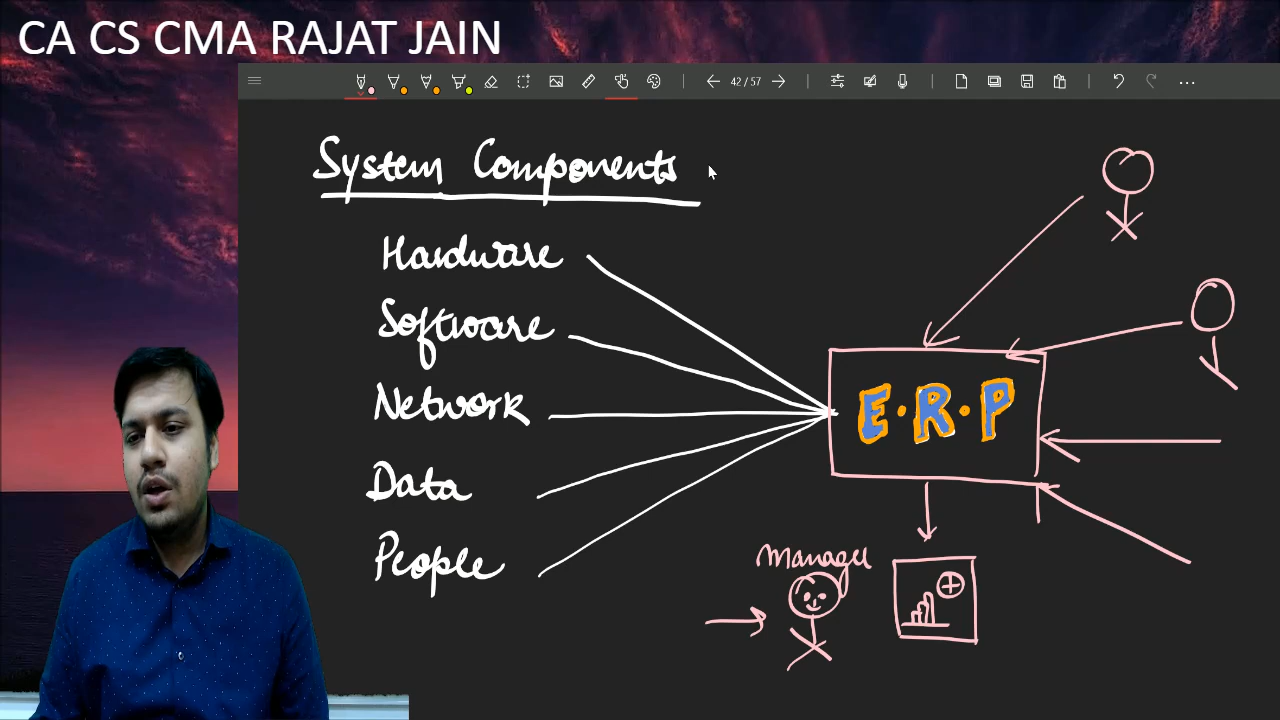 CA CS CMA RAJAT JAIN
42/57
System Components
Hardware
Software
Network
Data
People
E.R.P
Manager